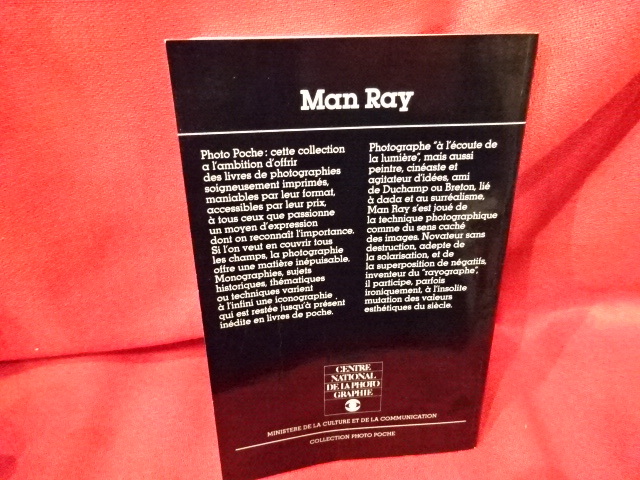 Man Ray
Photo Poche : cette collection
a l'ambition d'offrir
des livres de photographies
soigneusement imprimés,
maniables par leur format,
accessibles par leur prix,
à tous ceux que passionne
un moyen d'expression
dont on reconnaît l'importance.
Si l'on veut en couvrir tous
les champs, la photographie
offre une matière inépuisable.
Monographies, sujets
historiques, thématiques
ou techniques varient
à l'infini une iconographie
qui est restée jusqu'à présent
inédite en livres de poche.
Photographe "à l'écoute de
la lumière", mais aussi
peintre, cinéaste et
agitateur d'idées, ami
de Duchamp ou Breton, lié
à dada et au surréalisme,
Man Ray s'est joué de
la technique photographique
comme du sens caché
des images. Novateur sans
destruction, adepte de
la solarisation, et de
la superposition de négatifs,
inventeur du "rayographe",
il participe, parfois
ironiquement, à l'insolite
mutation des valeurs
esthétiques du siècle.
CENTRE
NATIONAL
DE LA PHOTO
GRAPHIE
MINISTERE DE LA CULTURE ET DE LA COMMUNICATION
COLLECTION PHOTO POCHE